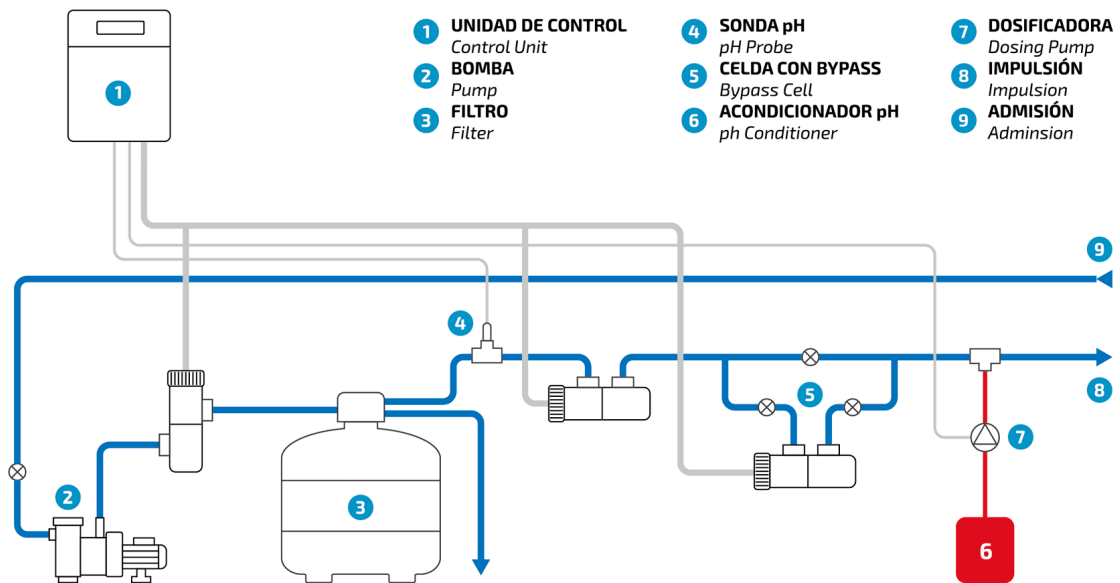 1 UNIDAD DE CONTROL
Control Unit
2 BOMBA
Pump
3 FILTRO
Filter
4 SONDA pH
pH Probe
5 CELDA CON BYPASS
Bypass Cell
6 ACONDICIONADOR pH
ph Conditioner
7 DOSIFICADORA
Dosing Pump
8 IMPULSIÓN
Impulsion
9 ADMISIÓN
Adminsion
1
9
4
8
5
7
2
3
6